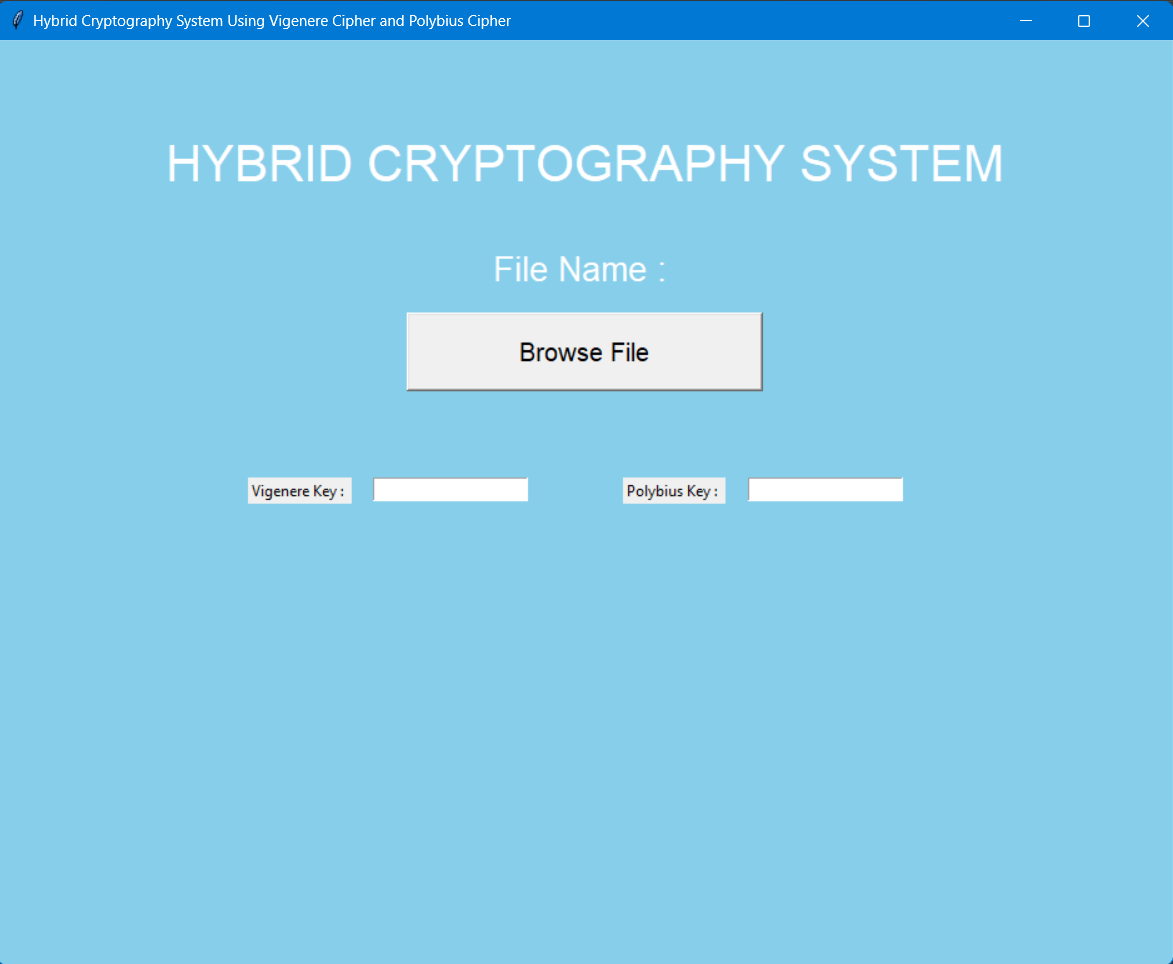 Hybrid Cryptography System Using Vigenere Cipher and Polybius Cipher
HYBRID CRYPTOGRAPHY SYSTEM
File Name :
Browse File
Vigenere Key : Polybius Key :